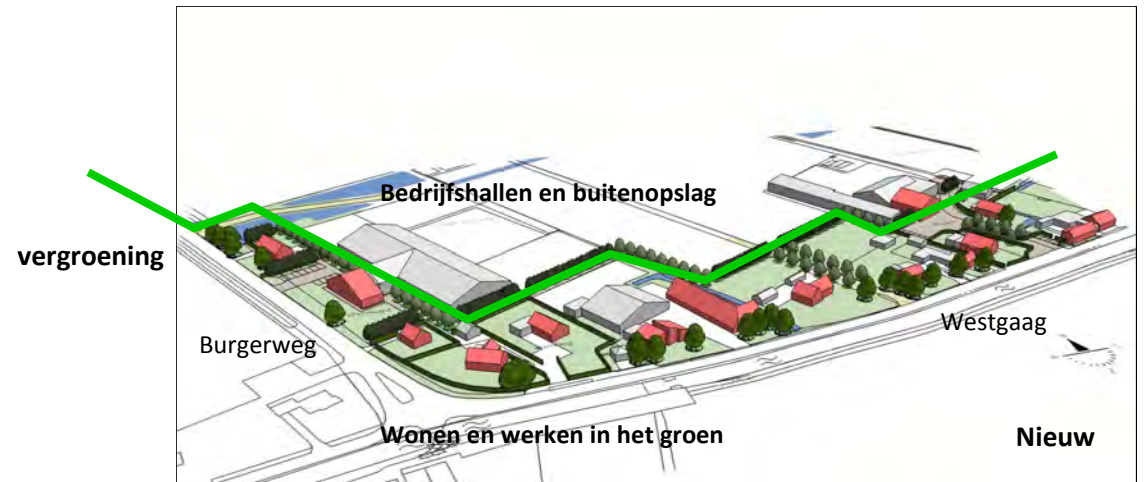 Bedrijfshallen en buitenopslag
vergroening
Burgerweg
Westgaag
Wonen en werken in het groen
Nieuw